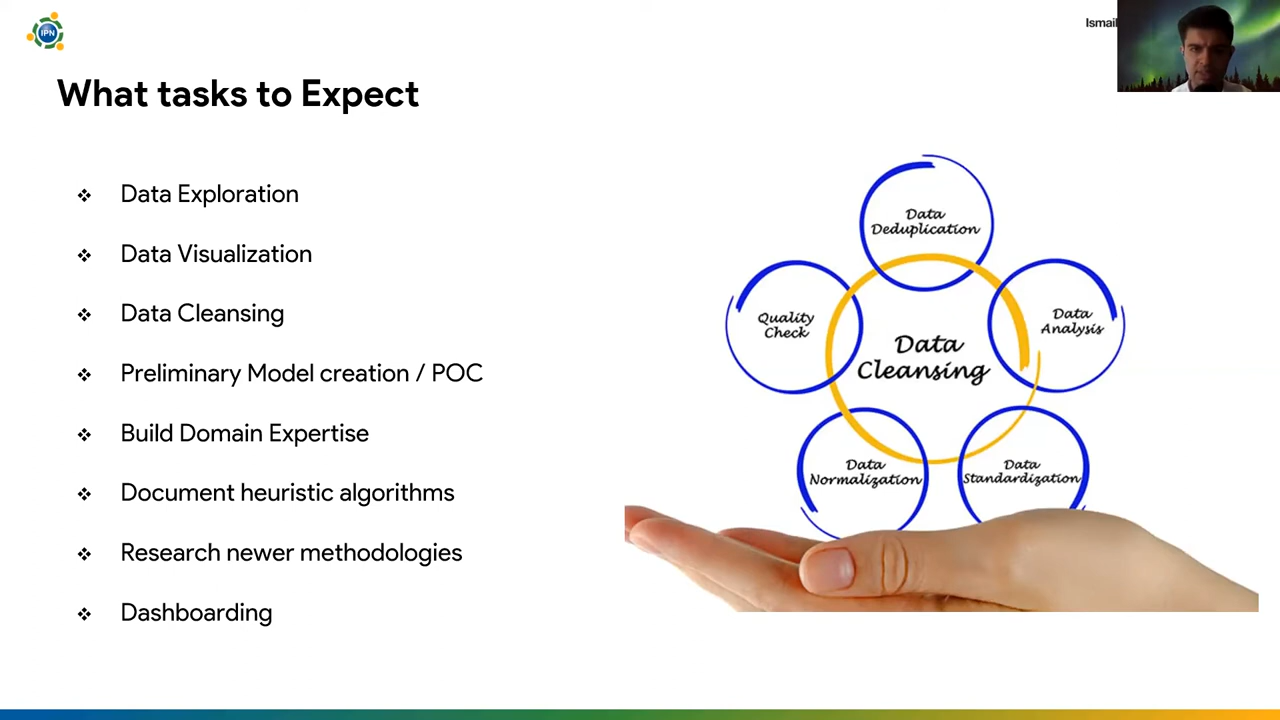 IPN
Ismail
What tasks to Expect
❖ Data Exploration
❖ Data Visualization
❖ Data Cleansing
❖ Preliminary Model creation / POC
❖ Build Domain Expertise
❖ Document heuristic algorithms
❖ Research newer methodologies
❖ Dashboarding
Data
Deduplication
Quality
Check
Data
Analysis
Data
Cleansing
Data
Normalization
Data
Standardization